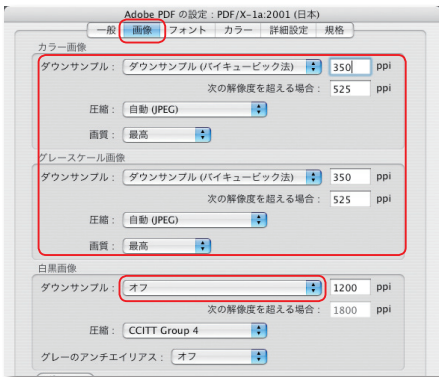 Adobe PDF の設定：PDF/X-1a:2001 (日本)
一般 画像 フォント カラー 詳細設定 規格
カラー画像
ダウンサンプル： ダウンサンプル (バイキュービック法) 350 ppi
次の解像度を超える場合： 525 ppi
圧縮： 自動 (JPEG)
画質： 最高
グレースケール画像
ダウンサンプル： ダウンサンプル (バイキュービック法) 350 ppi
次の解像度を超える場合： 525 ppi
圧縮： 自動 (JPEG)
画質： 最高
白黒画像
ダウンサンプル： オフ 1200 ppi
次の解像度を超える場合： 1800 ppi
圧縮： CCITT Group 4
グレーのアンチエイリアス： オフ